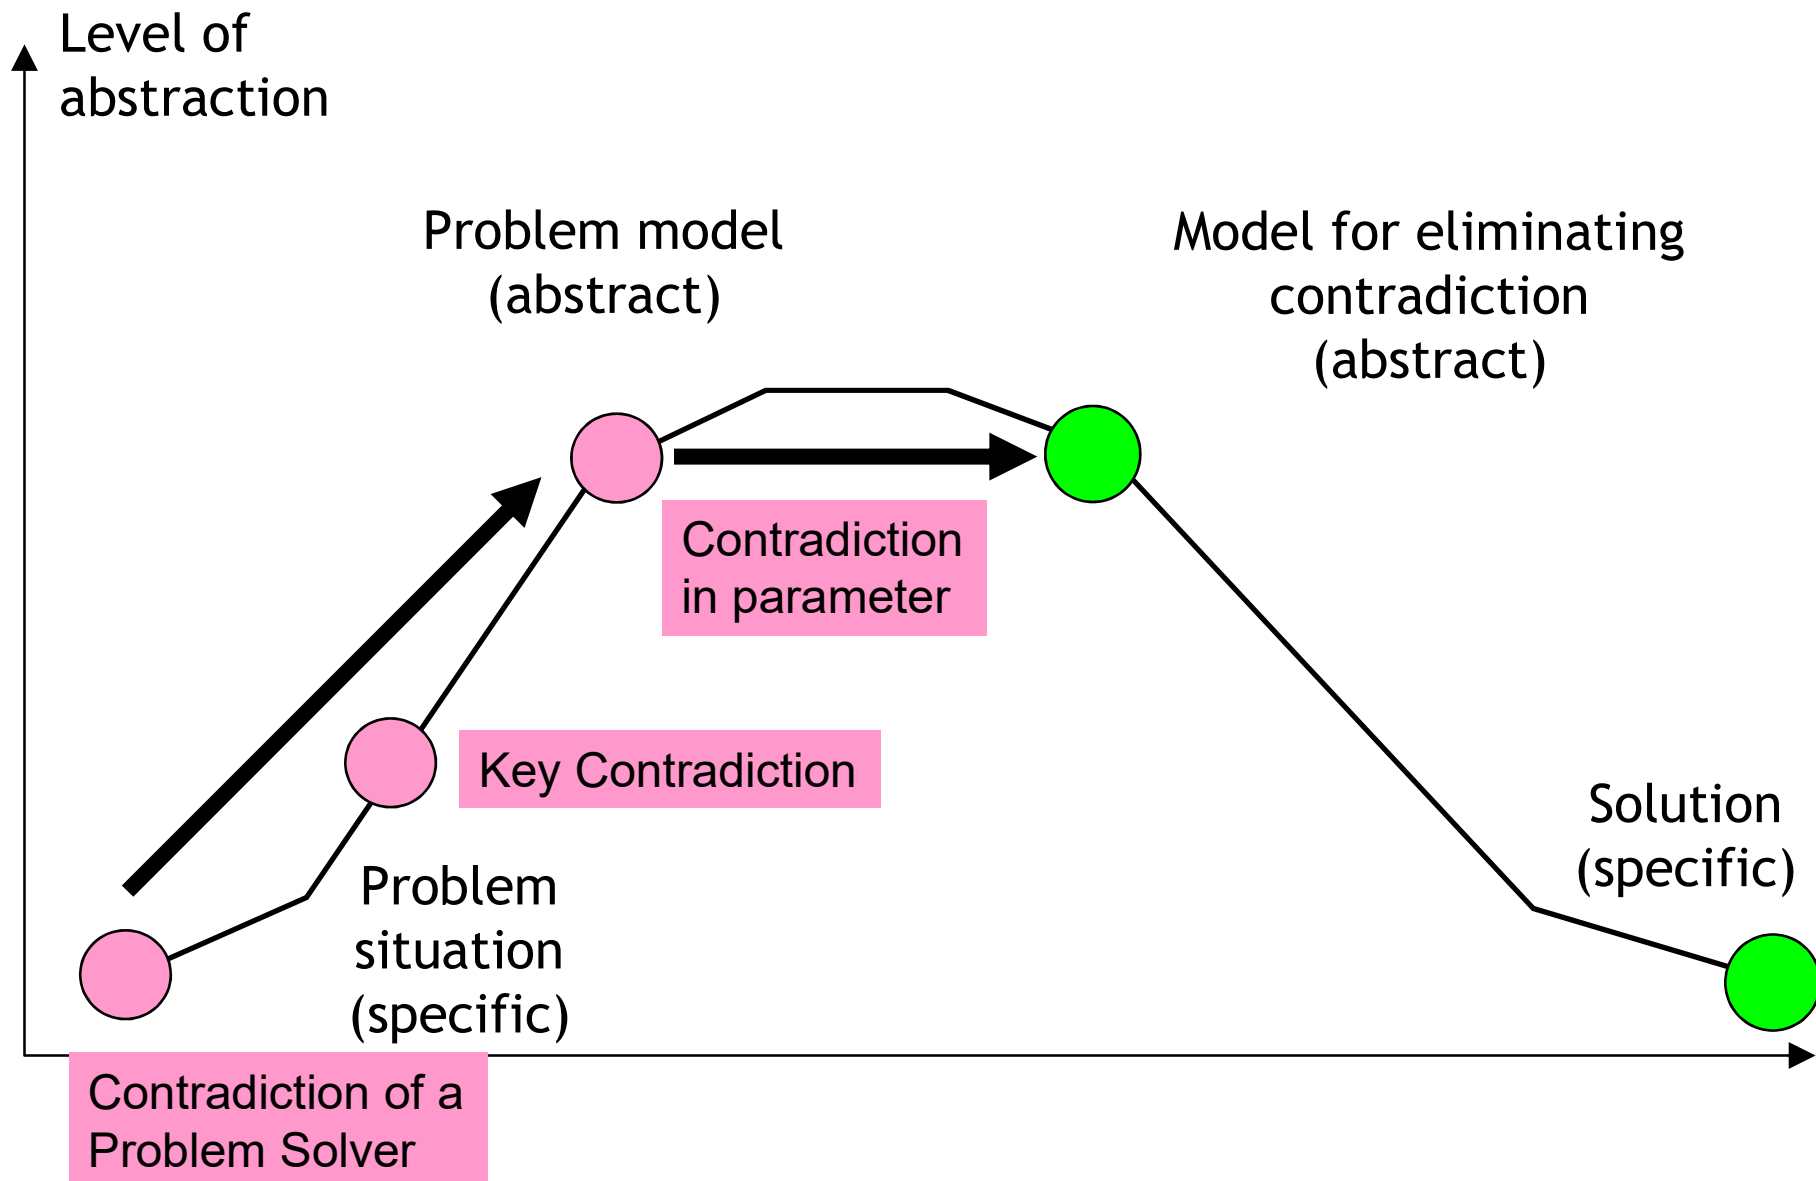 Level of
abstraction
Problem model
(abstract)
Model for eliminating
contradiction
(abstract)
Contradiction
in parameter
Key Contradiction
Problem
situation
(specific)
Solution
(specific)
Contradiction of a
Problem Solver